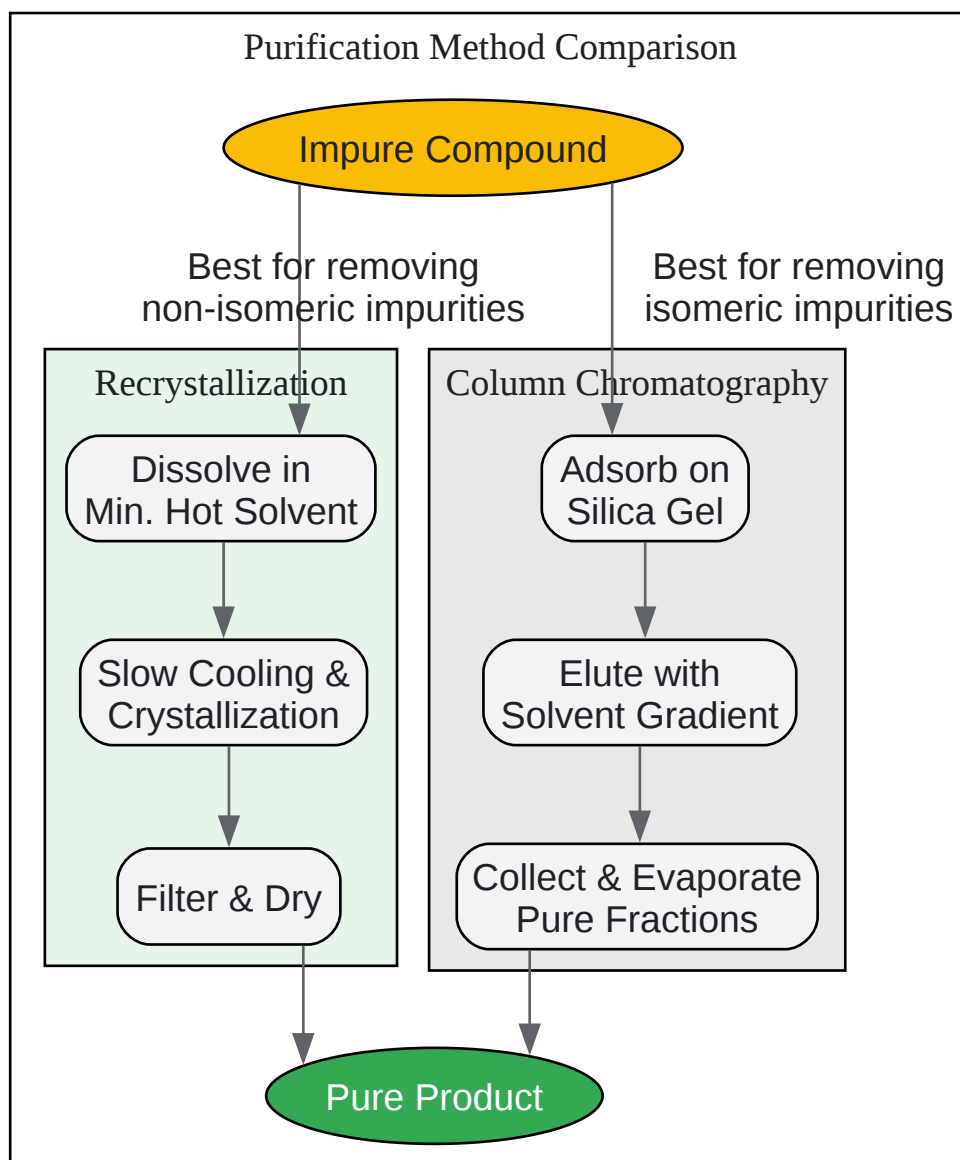 Purification Method Comparison
Impure Compound
Best for removing
non-isomeric impurities
Best for removing
isomeric impurities
Recrystallization
Dissolve in
Min. Hot Solvent
Slow Cooling &
Crystallization
Filter & Dry
Column Chromatography
Adsorb on
Silica Gel
Elute with
Solvent Gradient
Collect & Evaporate
Pure Fractions
Pure Product